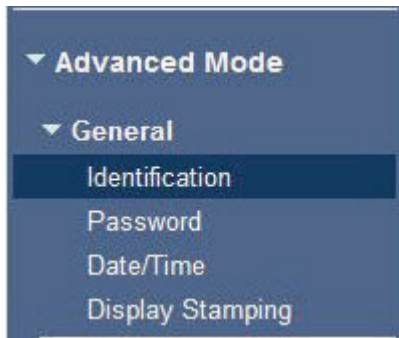 Advanced Mode
General
Identification
Password
Date/Time
Display Stamping